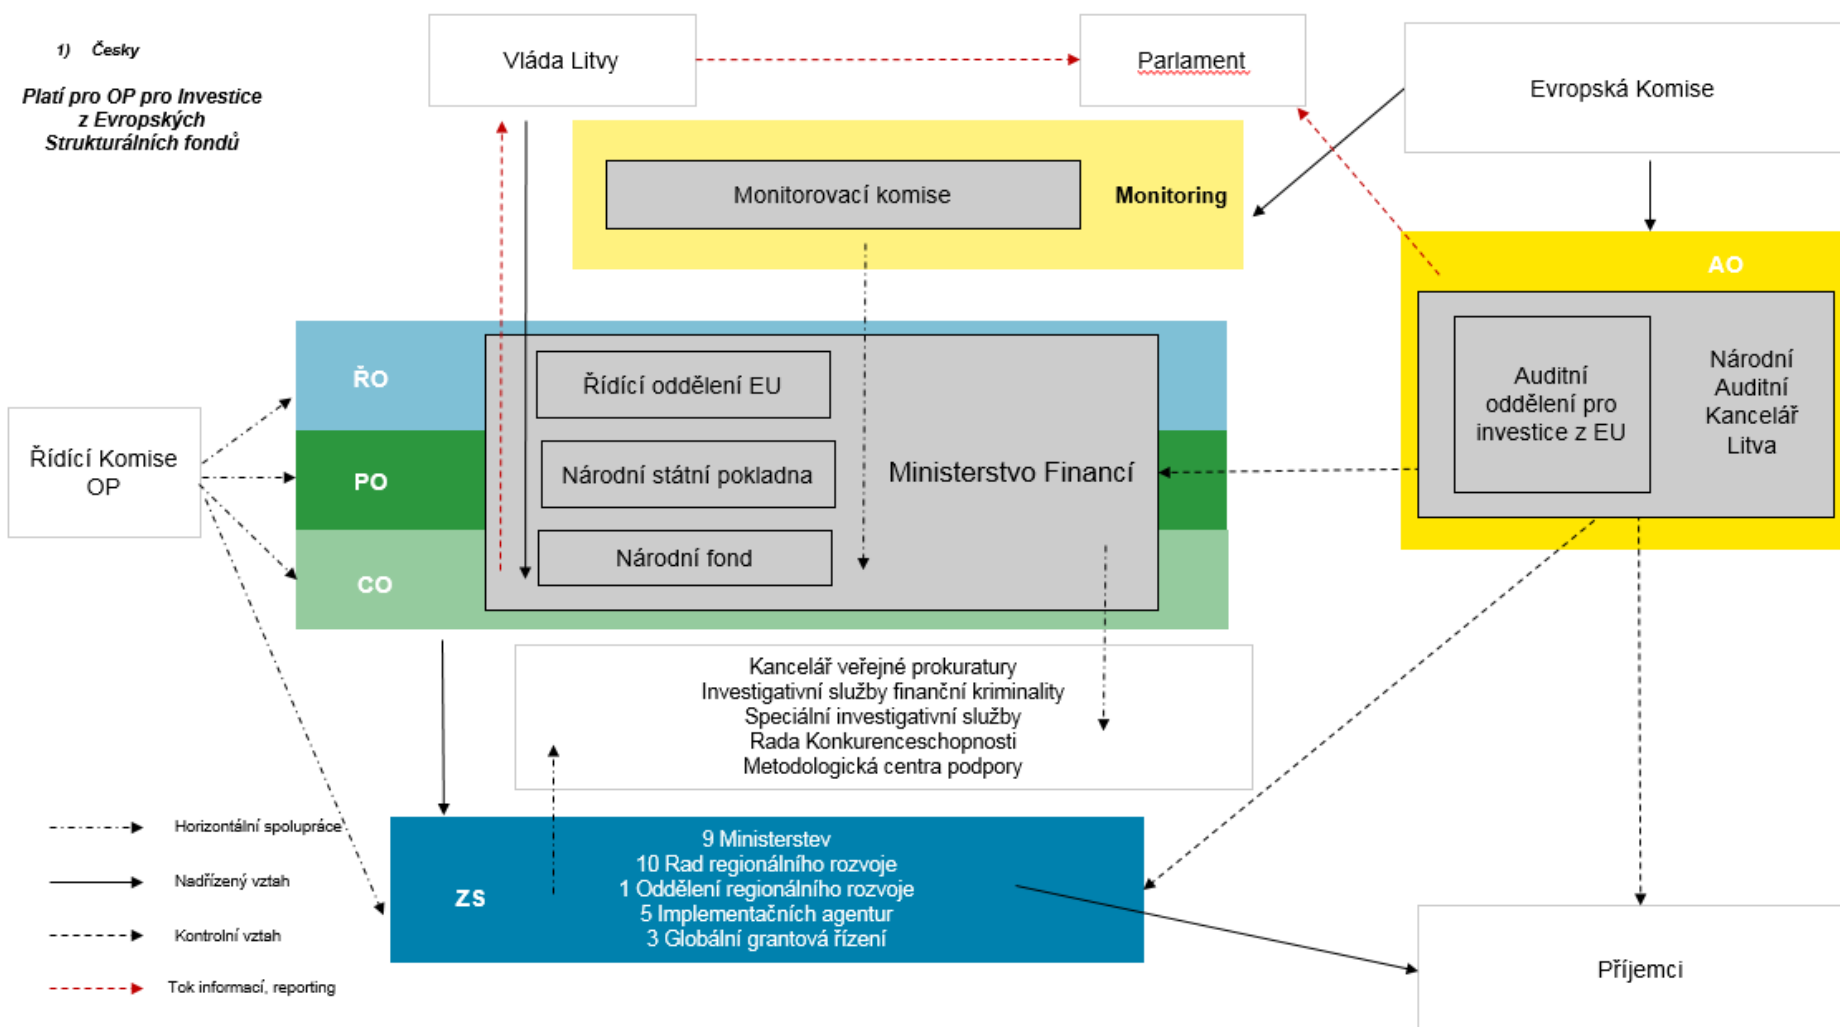 1) Česky
Platí pro OP pro Investice
z Evropských
Strukturálních fondů
Vláda Litvy
Parlament
Evropská Komise
Monitorovací komise
Monitoring
AO
Auditní
oddělení pro
investice z EU
Národní
Auditní
Kancelář
Litva
ŘO
Řídící oddělení EU
Řídící Komise
OP
PO
Národní státní pokladna
Ministerstvo Financí
CO
Národní fond
Kancelář veřejné prokuratury
Investigativní služby finanční kriminality
Speciální investigativní služby
Rada Konkurenceschopnosti
Metodologická centra podpory
ZS
9 Ministerstev
10 Rad regionálního rozvoje
1 Oddělení regionálního rozvoje
5 Implementačních agentur
3 Globální grantová řízení
Příjemci
Horizontální spolupráce
Nadřízený vztah
Kontrolní vztah
Tok informací, reporting